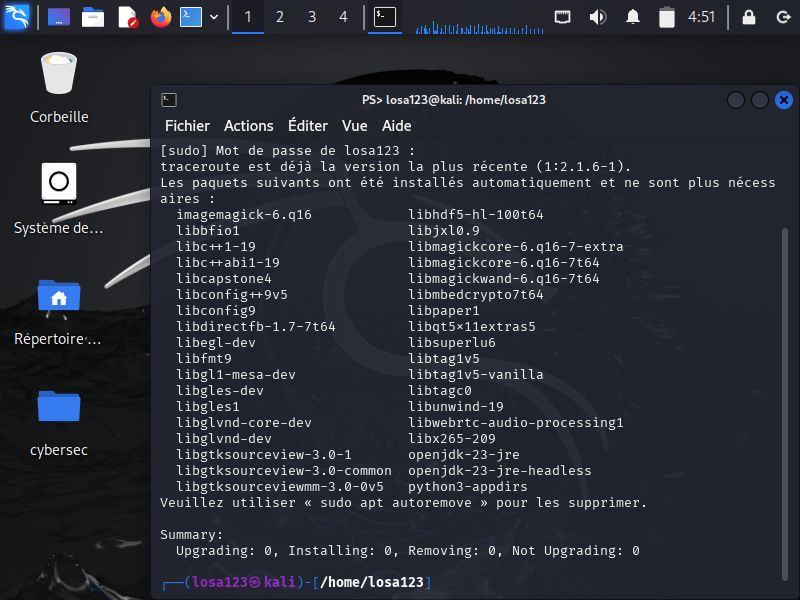 1 2 3 4 4:51
Corbeille
Système de...
Répertoire...
cybersec
PS> losa123@kali: /home/losa123
Fichier Actions Éditer Vue Aide
[sudo] Mot de passe de losa123 :
traceroute est déjà la version la plus récente (1:2.1.6-1).
Les paquets suivants ont été installés automatiquement et ne sont plus nécess
aires :
imagemagick-6.q16 libhdf5-hl-100t64
libbfio1 libjxl0.9
libc++1-19 libmagickcore-6.q16-7-extra
libc++abi1-19 libmagickcore-6.q16-7t64
libcapstone4 libmagickwand-6.q16-7t64
libconfig++9v5 libmbedcrypto7t64
libconfig9 libpaper1
libdirectfb-1.7-7t64 libqt5x11extras5
libegl-dev libsuperlu6
libfmt9 libtag1v5
libgl1-mesa-dev libtag1v5-vanilla
libgles-dev libtagc0
libgles1 libunwind-19
libglvnd-core-dev libwebrtc-audio-processing1
libglvnd-dev libx265-209
libgtksourceview-3.0-1 openjdk-23-jre
libgtksourceview-3.0-common openjdk-23-jre-headless
libgtksourceviewmm-3.0-0v5 python3-appdirs
Veuillez utiliser « sudo apt autoremove » pour les supprimer.
Summary:
Upgrading: 0, Installing: 0, Removing: 0, Not Upgrading: 0
┌──(losa123㉿kali)-[/home/losa123]